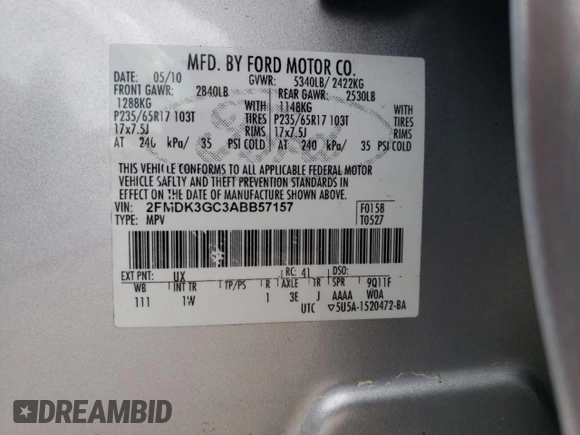 MFD. BY FORD MOTOR CO.
DATE: 05/10 GVWR: 5340LB/ 2422KG
FRONT GAWR: 2840LB REAR GAWR: 2530LB
1288KG WITH 1148KG WITH
P235/65R17 103T TIRES P235/65R17 103T TIRES
17x7.5J RIMS 17x7.5J RIMS
AT 240 kPa/ 35 PSI COLD AT 240 kPa/ 35 PSI COLD
THIS VEHICLE CONFORMS TO ALL APPLICABLE FEDERAL MOTOR
VEHICLE SAFETY AND THEFT PREVENTION STANDARDS IN
EFFECT ON THE DATE OF MANUFACTURE SHOWN ABOVE.
VIN: 2FMDK3GC3ABB57157 F0158
TYPE: MPV T0527
EXT PNT: UX RC: 41 DSO:
WB INT TR TP/PS R AXLE TR SPR 9Q11F
111 1W 1 3E J AAAA W0A
UTC ▽5U5A-1520472-BA
Ford
DREAMBID